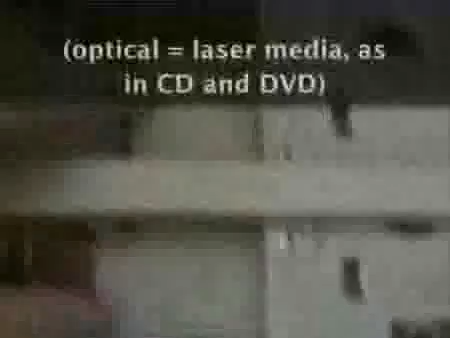 (optical = laser media, as
in CD and DVD)